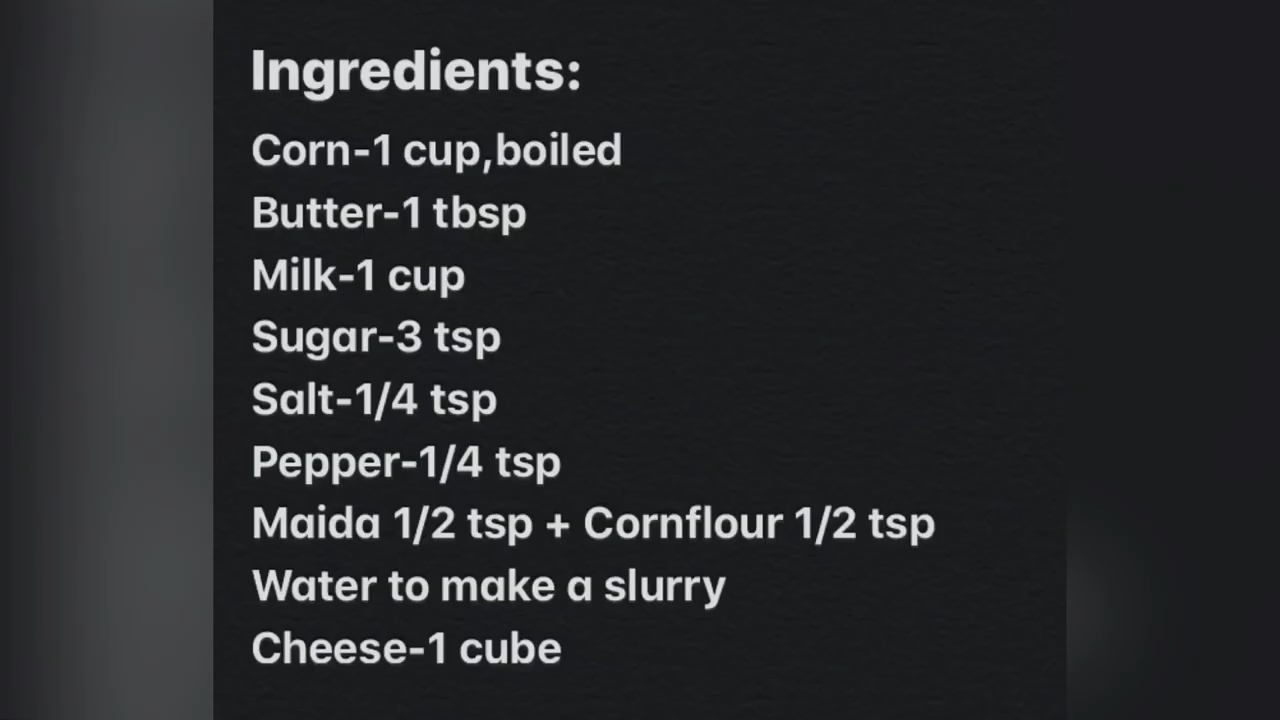 Ingredients:
Corn-1 cup,boiled
Butter-1 tbsp
Milk-1 cup
Sugar-3 tsp
Salt-1/4 tsp
Pepper-1/4 tsp
Maida 1/2 tsp + Cornflour 1/2 tsp
Water to make a slurry
Cheese-1 cube